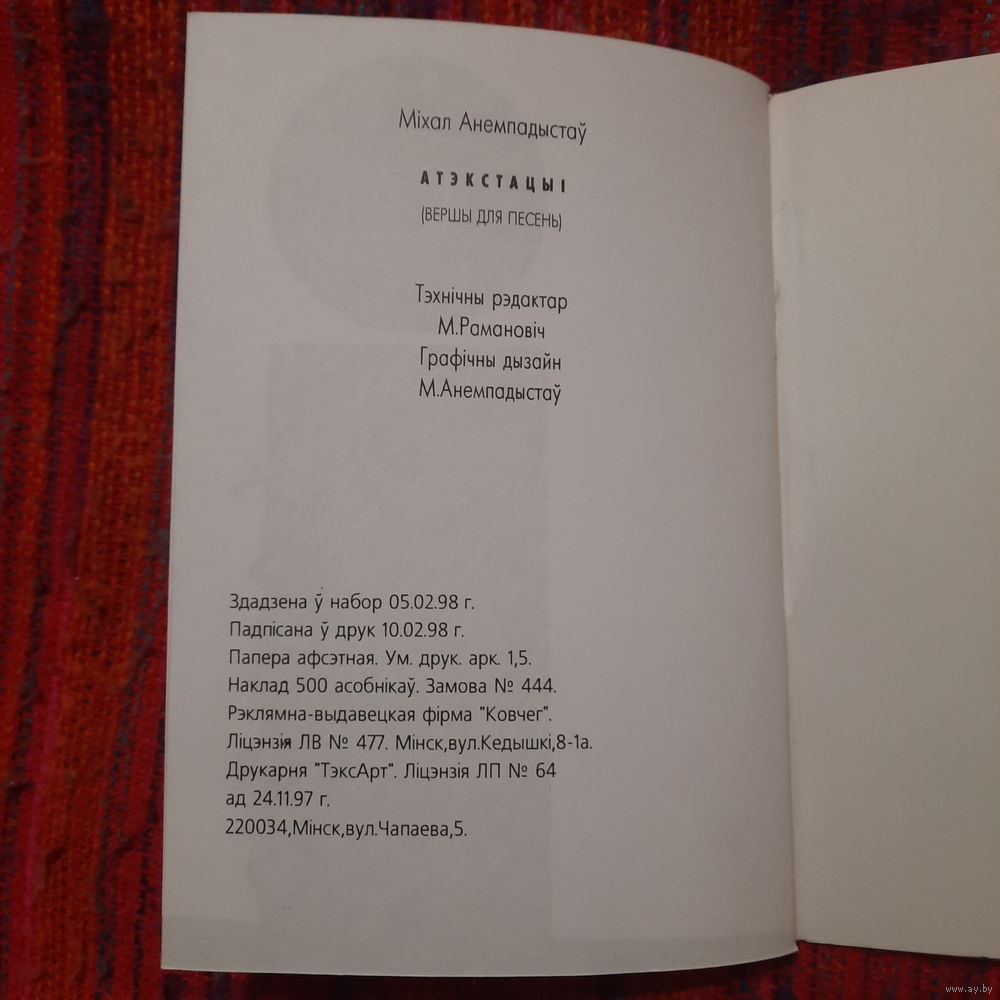 Міхал Анемпадыстаў
АТЭКСТАЦЫІ
(ВЕРШЫ ДЛЯ ПЕСЕНЬ)
Тэхнічны рэдактар
М.Рамановіч
Графічны дызайн
М.Анемпадыстаў
Здадзена ў набор 05.02.98 г.
Падпісана ў друк 10.02.98 г.
Папера афсэтная. Ум. друк. арк. 1,5.
Наклад 500 асобнікаў. Замова № 444.
Рэклямна-выдавецкая фірма "Ковчег".
Ліцэнзія ЛВ № 477. Мінск,вул.Кедышкі,8-1а.
Друкарня "ТэксАрт". Ліцэнзія ЛП № 64
ад 24.11.97 г.
220034,Мінск,вул.Чапаева,5.
www.ay.by